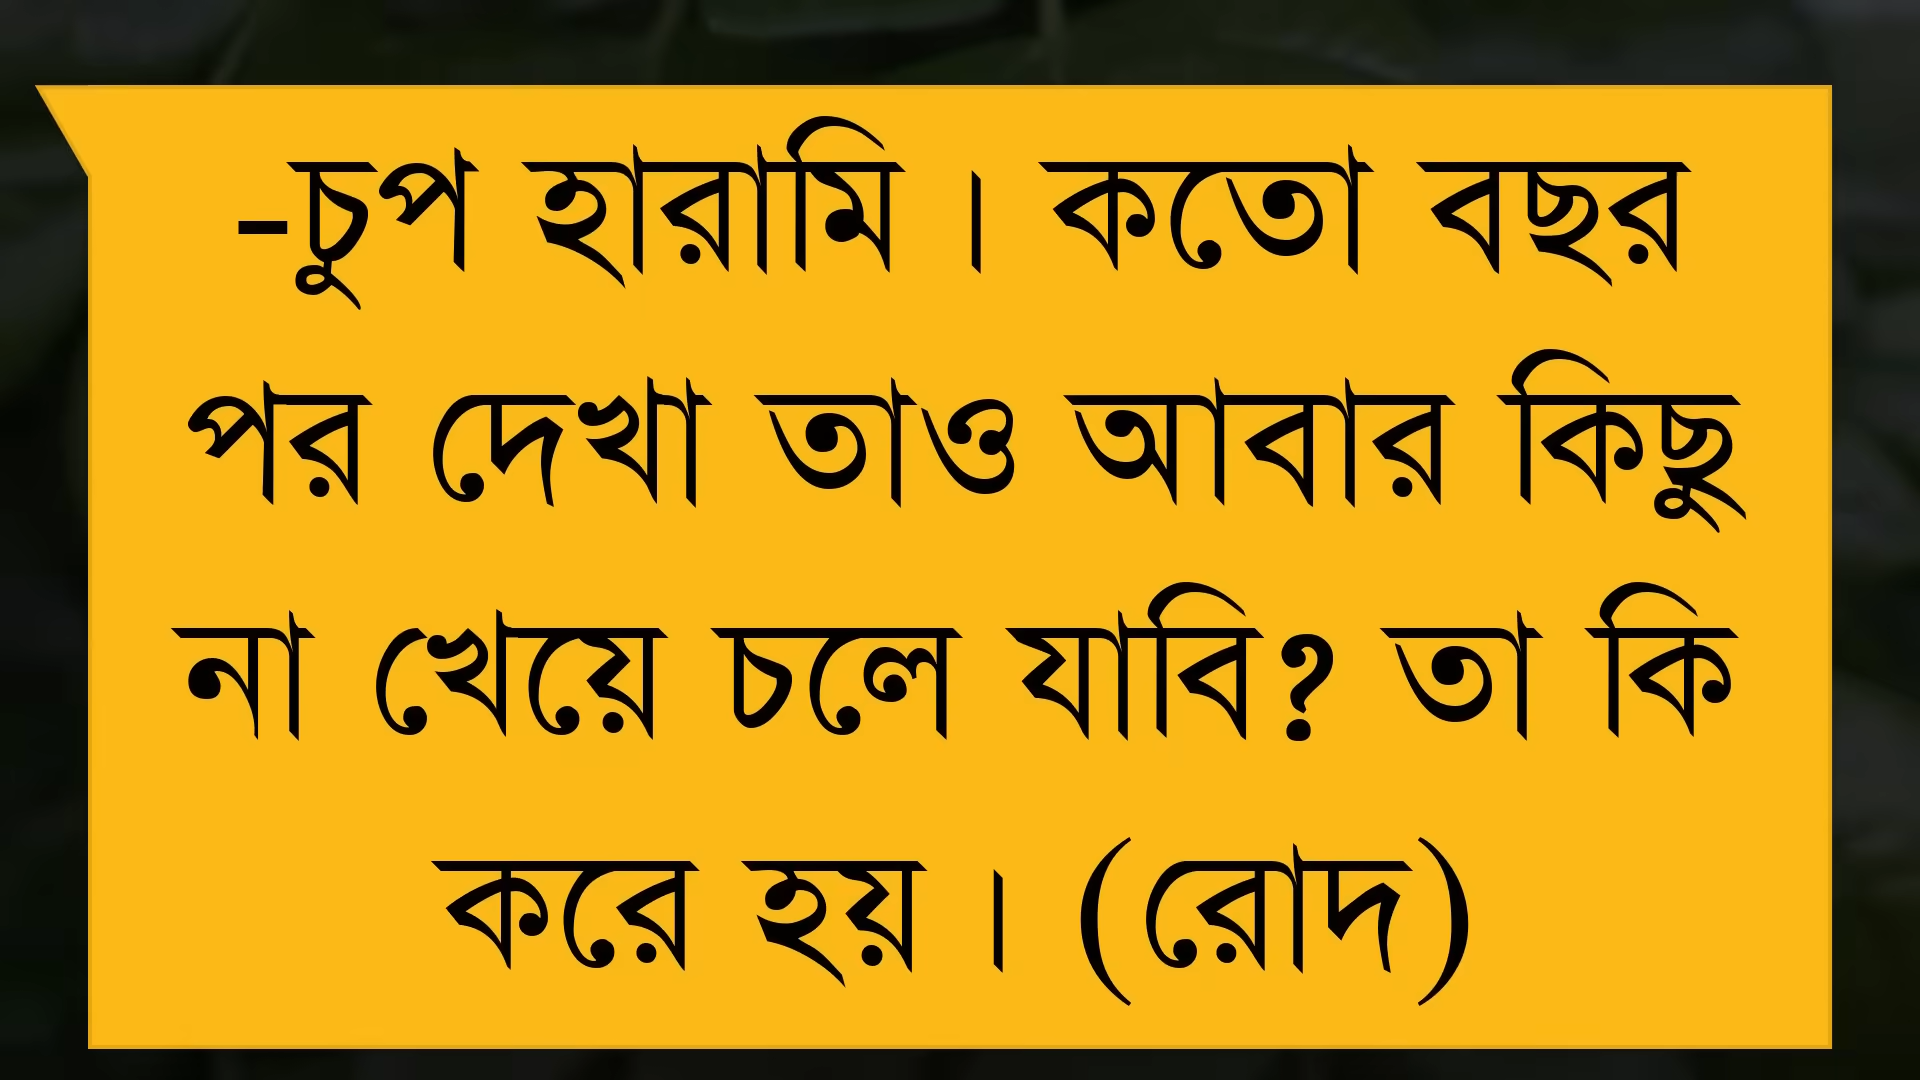 -চুপ হারামি। কতো বছর
পর দেখা তাও আবার কিছু
না খেয়ে চলে যাবি? তা কি
করে হয়। (রোদ)